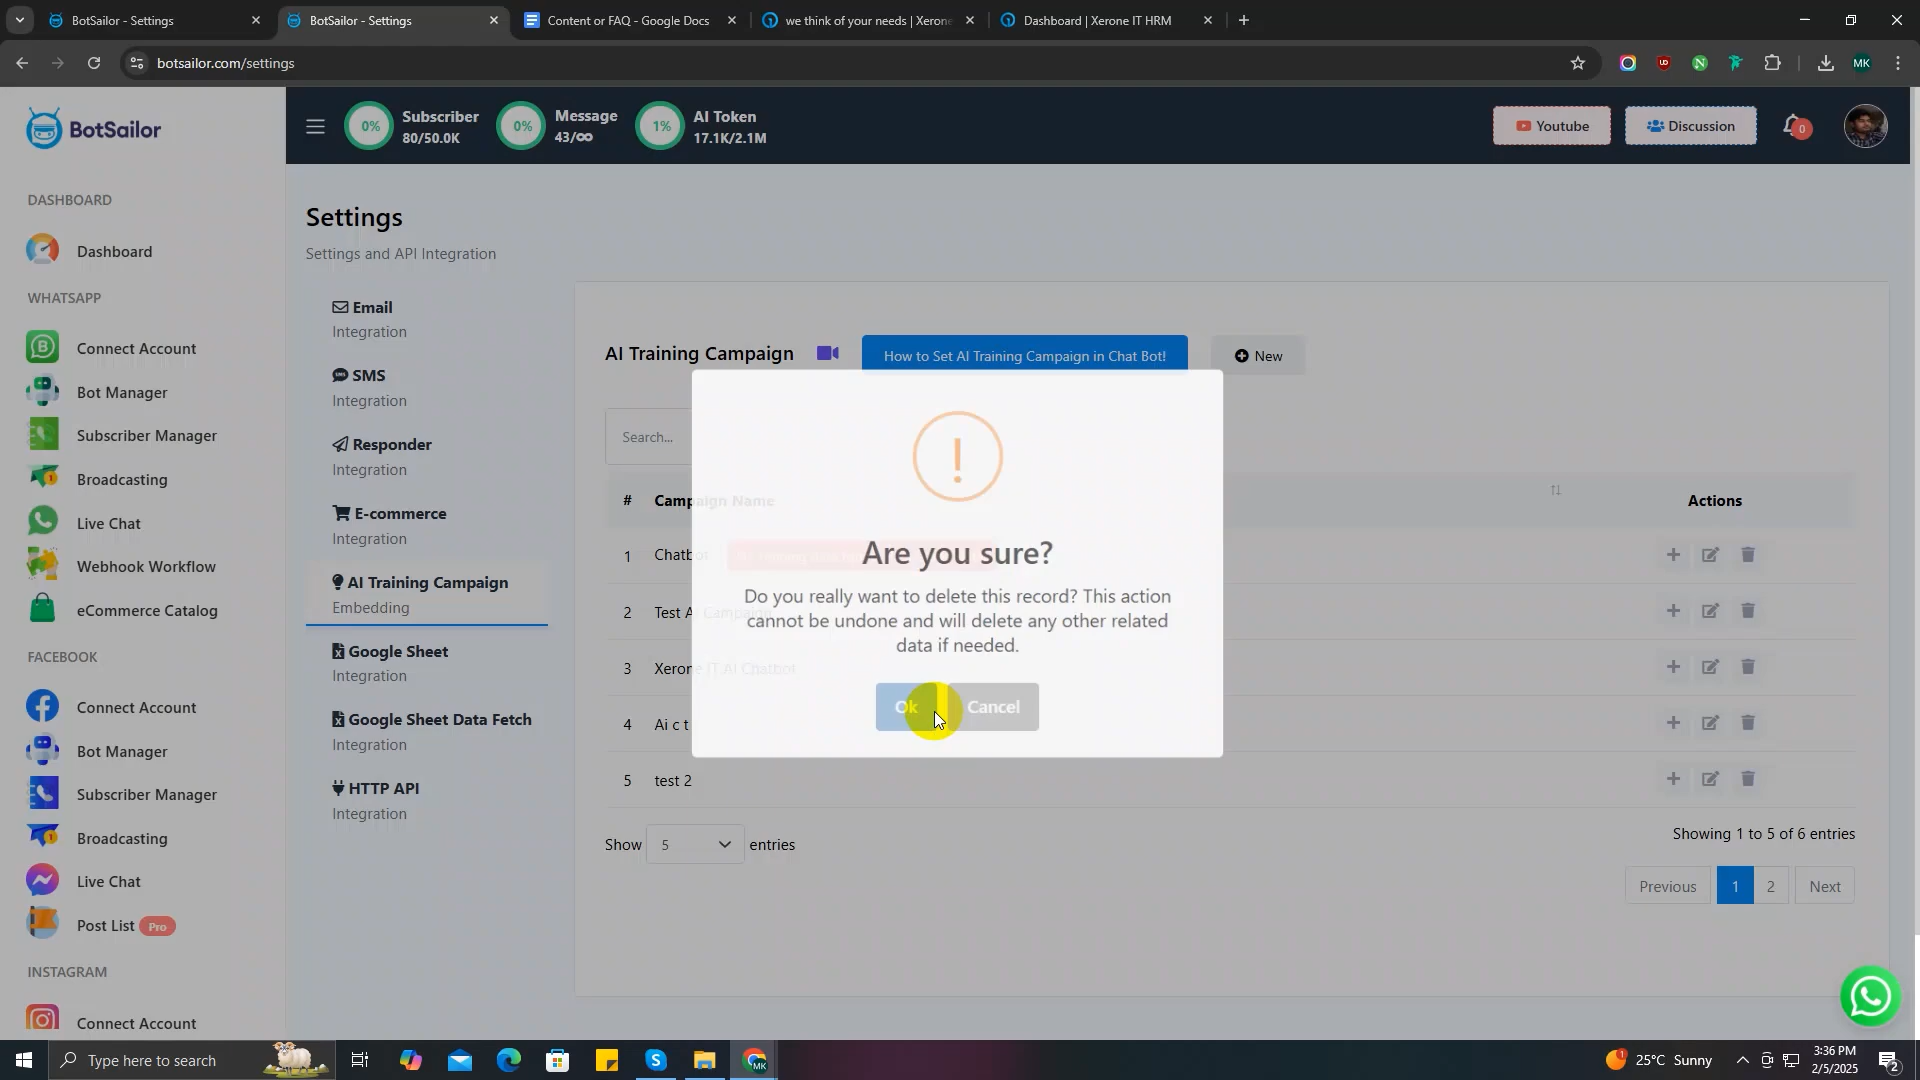 BotSailor - Settings
BotSailor - Settings
Content or FAQ - Google Docs
we think of your needs | Xerone
Dashboard | Xerone IT HRM
botsailor.com/settings
MK
BotSailor
0%
Subscriber
80/50.0K
0%
Message
43/∞
1%
AI Token
17.1K/2.1M
Youtube
Discussion
0
DASHBOARD
Dashboard
WHATSAPP
Connect Account
Bot Manager
Subscriber Manager
Broadcasting
Live Chat
Webhook Workflow
eCommerce Catalog
FACEBOOK
Connect Account
Bot Manager
Subscriber Manager
Broadcasting
Live Chat
Post List Pro
INSTAGRAM
Connect Account
Settings
Settings and API Integration
Email
Integration
SMS
Integration
Responder
Integration
E-commerce
Integration
AI Training Campaign
Embedding
Google Sheet
Integration
Google Sheet Data Fetch
Integration
HTTP API
Integration
AI Training Campaign
How to Set AI Training Campaign in Chat Bot!
New
Search...
# Campaign Name Actions
1 Chatbot
2 Test AI Campaign
3 Xerone IT AI Chatbot
4 Ai c t
5 test 2
Are you sure?
Do you really want to delete this record? This action
cannot be undone and will delete any other related
data if needed.
Ok Cancel
Show 5 entries
Showing 1 to 5 of 6 entries
Previous 1 2 Next
Type here to search
25°C Sunny
3:36 PM
2/5/2025
2